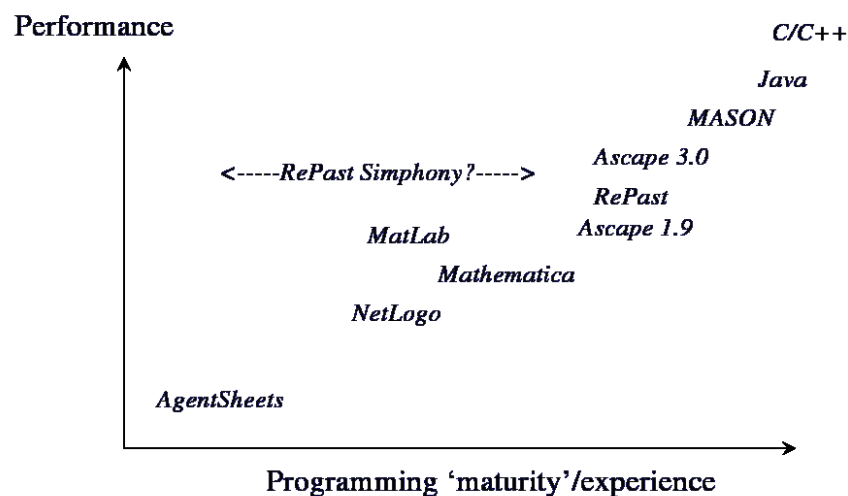 Performance
C/C++
Java
MASON
Ascape 3.0
<-----RePast Simphony?----->
RePast
Ascape 1.9
MatLab
Mathematica
NetLogo
AgentSheets
Programming ‘maturity’/experience